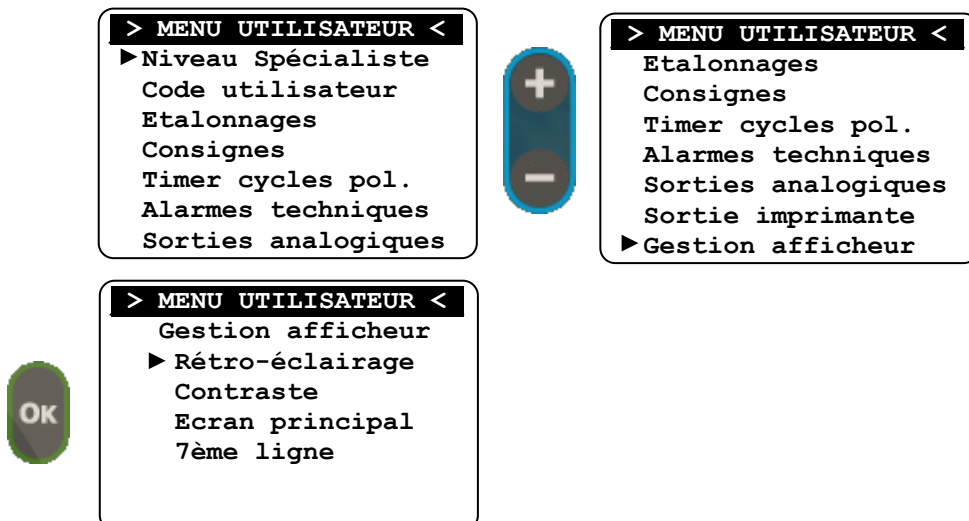 > MENU UTILISATEUR <
►Niveau Spécialiste
Code utilisateur
Etalonnages
Consignes
Timer cycles pol.
Alarmes techniques
Sorties analogiques
+
−
> MENU UTILISATEUR <
Etalonnages
Consignes
Timer cycles pol.
Alarmes techniques
Sorties analogiques
Sortie imprimante
►Gestion afficheur
OK
> MENU UTILISATEUR <
Gestion afficheur
► Rétro-éclairage
Contraste
Ecran principal
7ème ligne